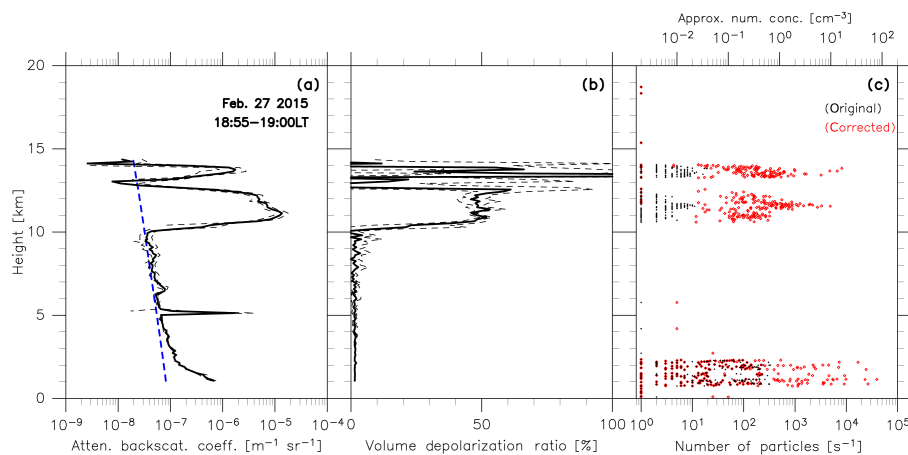 Approx. num. conc. [cm⁻³]
10⁻² 10⁻¹ 10⁰ 10¹ 10²
20
15
10
5
0
Height [km]
(a)
Feb. 27 2015
18:55−19:00LT
(b)
(c)
(Original)
(Corrected)
10⁻⁹ 10⁻⁸ 10⁻⁷ 10⁻⁶ 10⁻⁵ 10⁻⁴
Atten. backscat. coeff. [m⁻¹ sr⁻¹]
0 50 100
Volume depolarization ratio [%]
10⁰ 10¹ 10² 10³ 10⁴ 10⁵
Number of particles [s⁻¹]